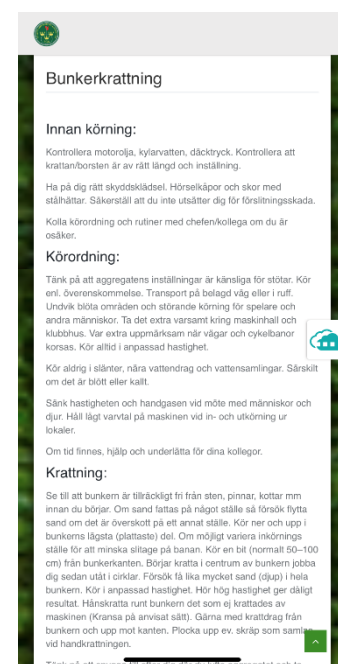 Bunkerkrattning
Innan körning:
Kontrollera motorolja, kylarvatten, däcktryck. Kontrollera att
krattan/borsten är av rätt längd och inställning.
Ha på dig rätt skyddsklädsel. Hörselkåpor och skor med
stålhättar. Säkerställ att du inte utsätter dig för förslitningsskada.
Kolla körordning och rutiner med chefen/kollega om du är
osäker.
Körordning:
Tänk på att aggregatens inställningar är känsliga för stötar. Kör
enl. överenskommelse. Transport på belagd väg eller i ruff.
Undvik blöta områden och störande körning för spelare och
andra människor. Ta det extra varsamt kring maskinhall och
klubbhus. Var extra uppmärksam när vägar och cykelbanor
korsas. Kör alltid i anpassad hastighet.
Kör aldrig i slänter, nära vattendrag och vattensamlingar. Särskilt
om det är blött eller kallt.
Sänk hastigheten och handgasen vid möte med människor och
djur. Håll lågt varvtal på maskinen vid in- och utkörning ur
lokaler.
Om tid finnes, hjälp och underlätta för dina kollegor.
Krattning:
Se till att bunkern är tillräckligt fri från sten, pinnar, kottar mm
innan du börjar. Om sand fattas på något ställe så försök flytta
sand om det är överskott på ett annat ställe. Kör ner och upp i
bunkerns lägsta (plattaste) del. Om möjligt variera inkörnings
ställe för att minska slitage på banan. Kör en bit (normalt 50–100
cm) från bunkerkanten. Börjar kratta i centrum av bunkern jobba
dig sedan utåt i cirklar. Försök få lika mycket sand (djup) i hela
bunkern. Kör i anpassad hastighet. Hör hög hastighet ger dåligt
resultat. Hänskratta runt bunkern det som ej krattades av
maskinen (Kransa på anvisat sätt). Gärna med krattdrag från
bunkern och upp mot kanten. Plocka upp ev. skräp som samlas
vid handkrattningen.